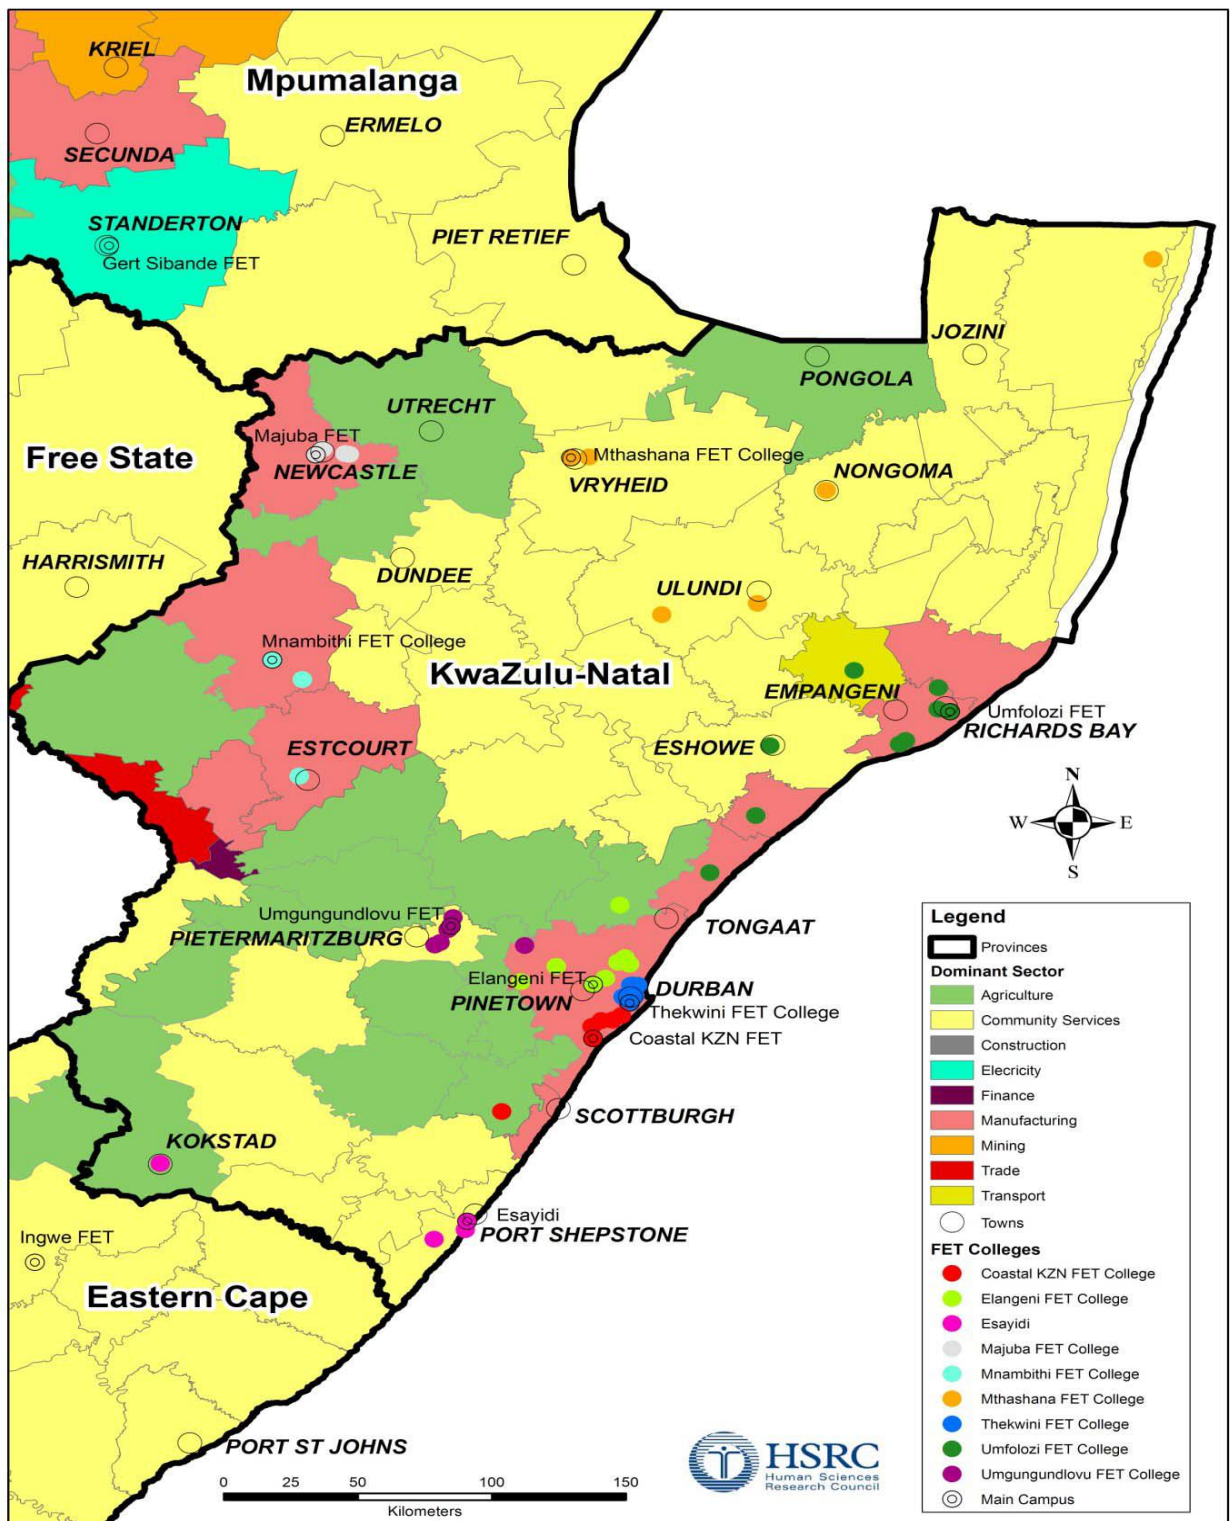 KRIEL
Mpumalanga
ERMELO
SECUNDA
STANDERTON
Gert Sibande FET
PIET RETIEF
JOZINI
PONGOLA
UTRECHT
Majuba FET
NEWCASTLE
Free State
Mthashana FET College
VRYHEID
NONGOMA
HARRISMITH
DUNDEE
ULUNDI
Mnambithi FET College
KwaZulu-Natal
EMPANGENI
Umfolozi FET
RICHARDS BAY
ESTCOURT
ESHOWE
N
W
E
S
Umgungundlovu FET
PIETERMARITZBURG
TONGAAT
Elangeni FET
PINETOWN
DURBAN
Thekwini FET College
Coastal KZN FET
SCOTTBURGH
KOKSTAD
Esayidi
PORT SHEPSTONE
Ingwe FET
Eastern Cape
PORT ST JOHNS
0 25 50 100 150
Kilometers
HSRC
Human Sciences
Research Council
Legend
Provinces
Dominant Sector
Agriculture
Community Services
Construction
Elecricity
Finance
Manufacturing
Mining
Trade
Transport
Towns
FET Colleges
Coastal KZN FET College
Elangeni FET College
Esayidi
Majuba FET College
Mnambithi FET College
Mthashana FET College
Thekwini FET College
Umfolozi FET College
Umgungundlovu FET College
Main Campus